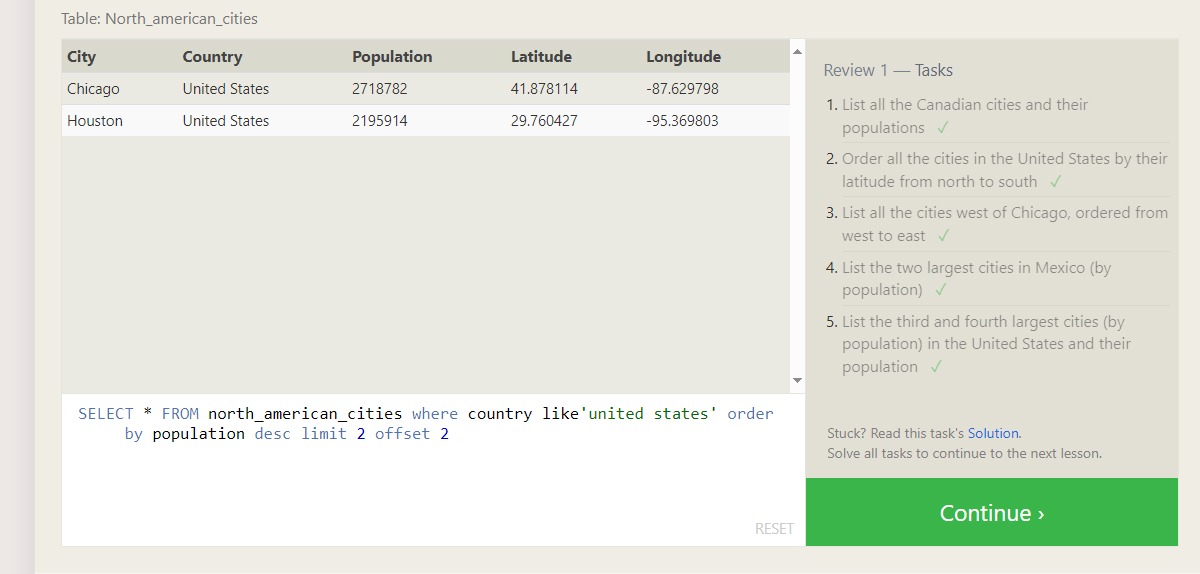 Table: North_american_cities
City Country Population Latitude Longitude
Chicago United States 2718782 41.878114 -87.629798
Houston United States 2195914 29.760427 -95.369803
SELECT * FROM north_american_cities where country like'united states' order
by population desc limit 2 offset 2
RESET
Review 1 — Tasks
1. List all the Canadian cities and their
populations ✓
2. Order all the cities in the United States by their
latitude from north to south ✓
3. List all the cities west of Chicago, ordered from
west to east ✓
4. List the two largest cities in Mexico (by
population) ✓
5. List the third and fourth largest cities (by
population) in the United States and their
population ✓
Stuck? Read this task's Solution.
Solve all tasks to continue to the next lesson.
Continue ›